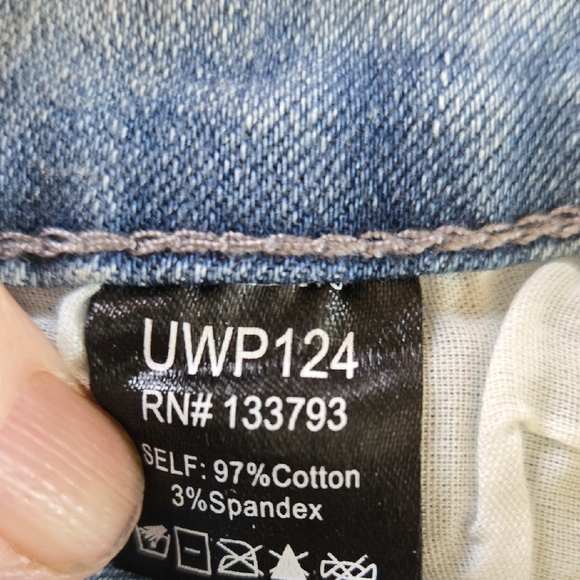 UWP124
RN# 133793
SELF: 97%Cotton
3%Spandex